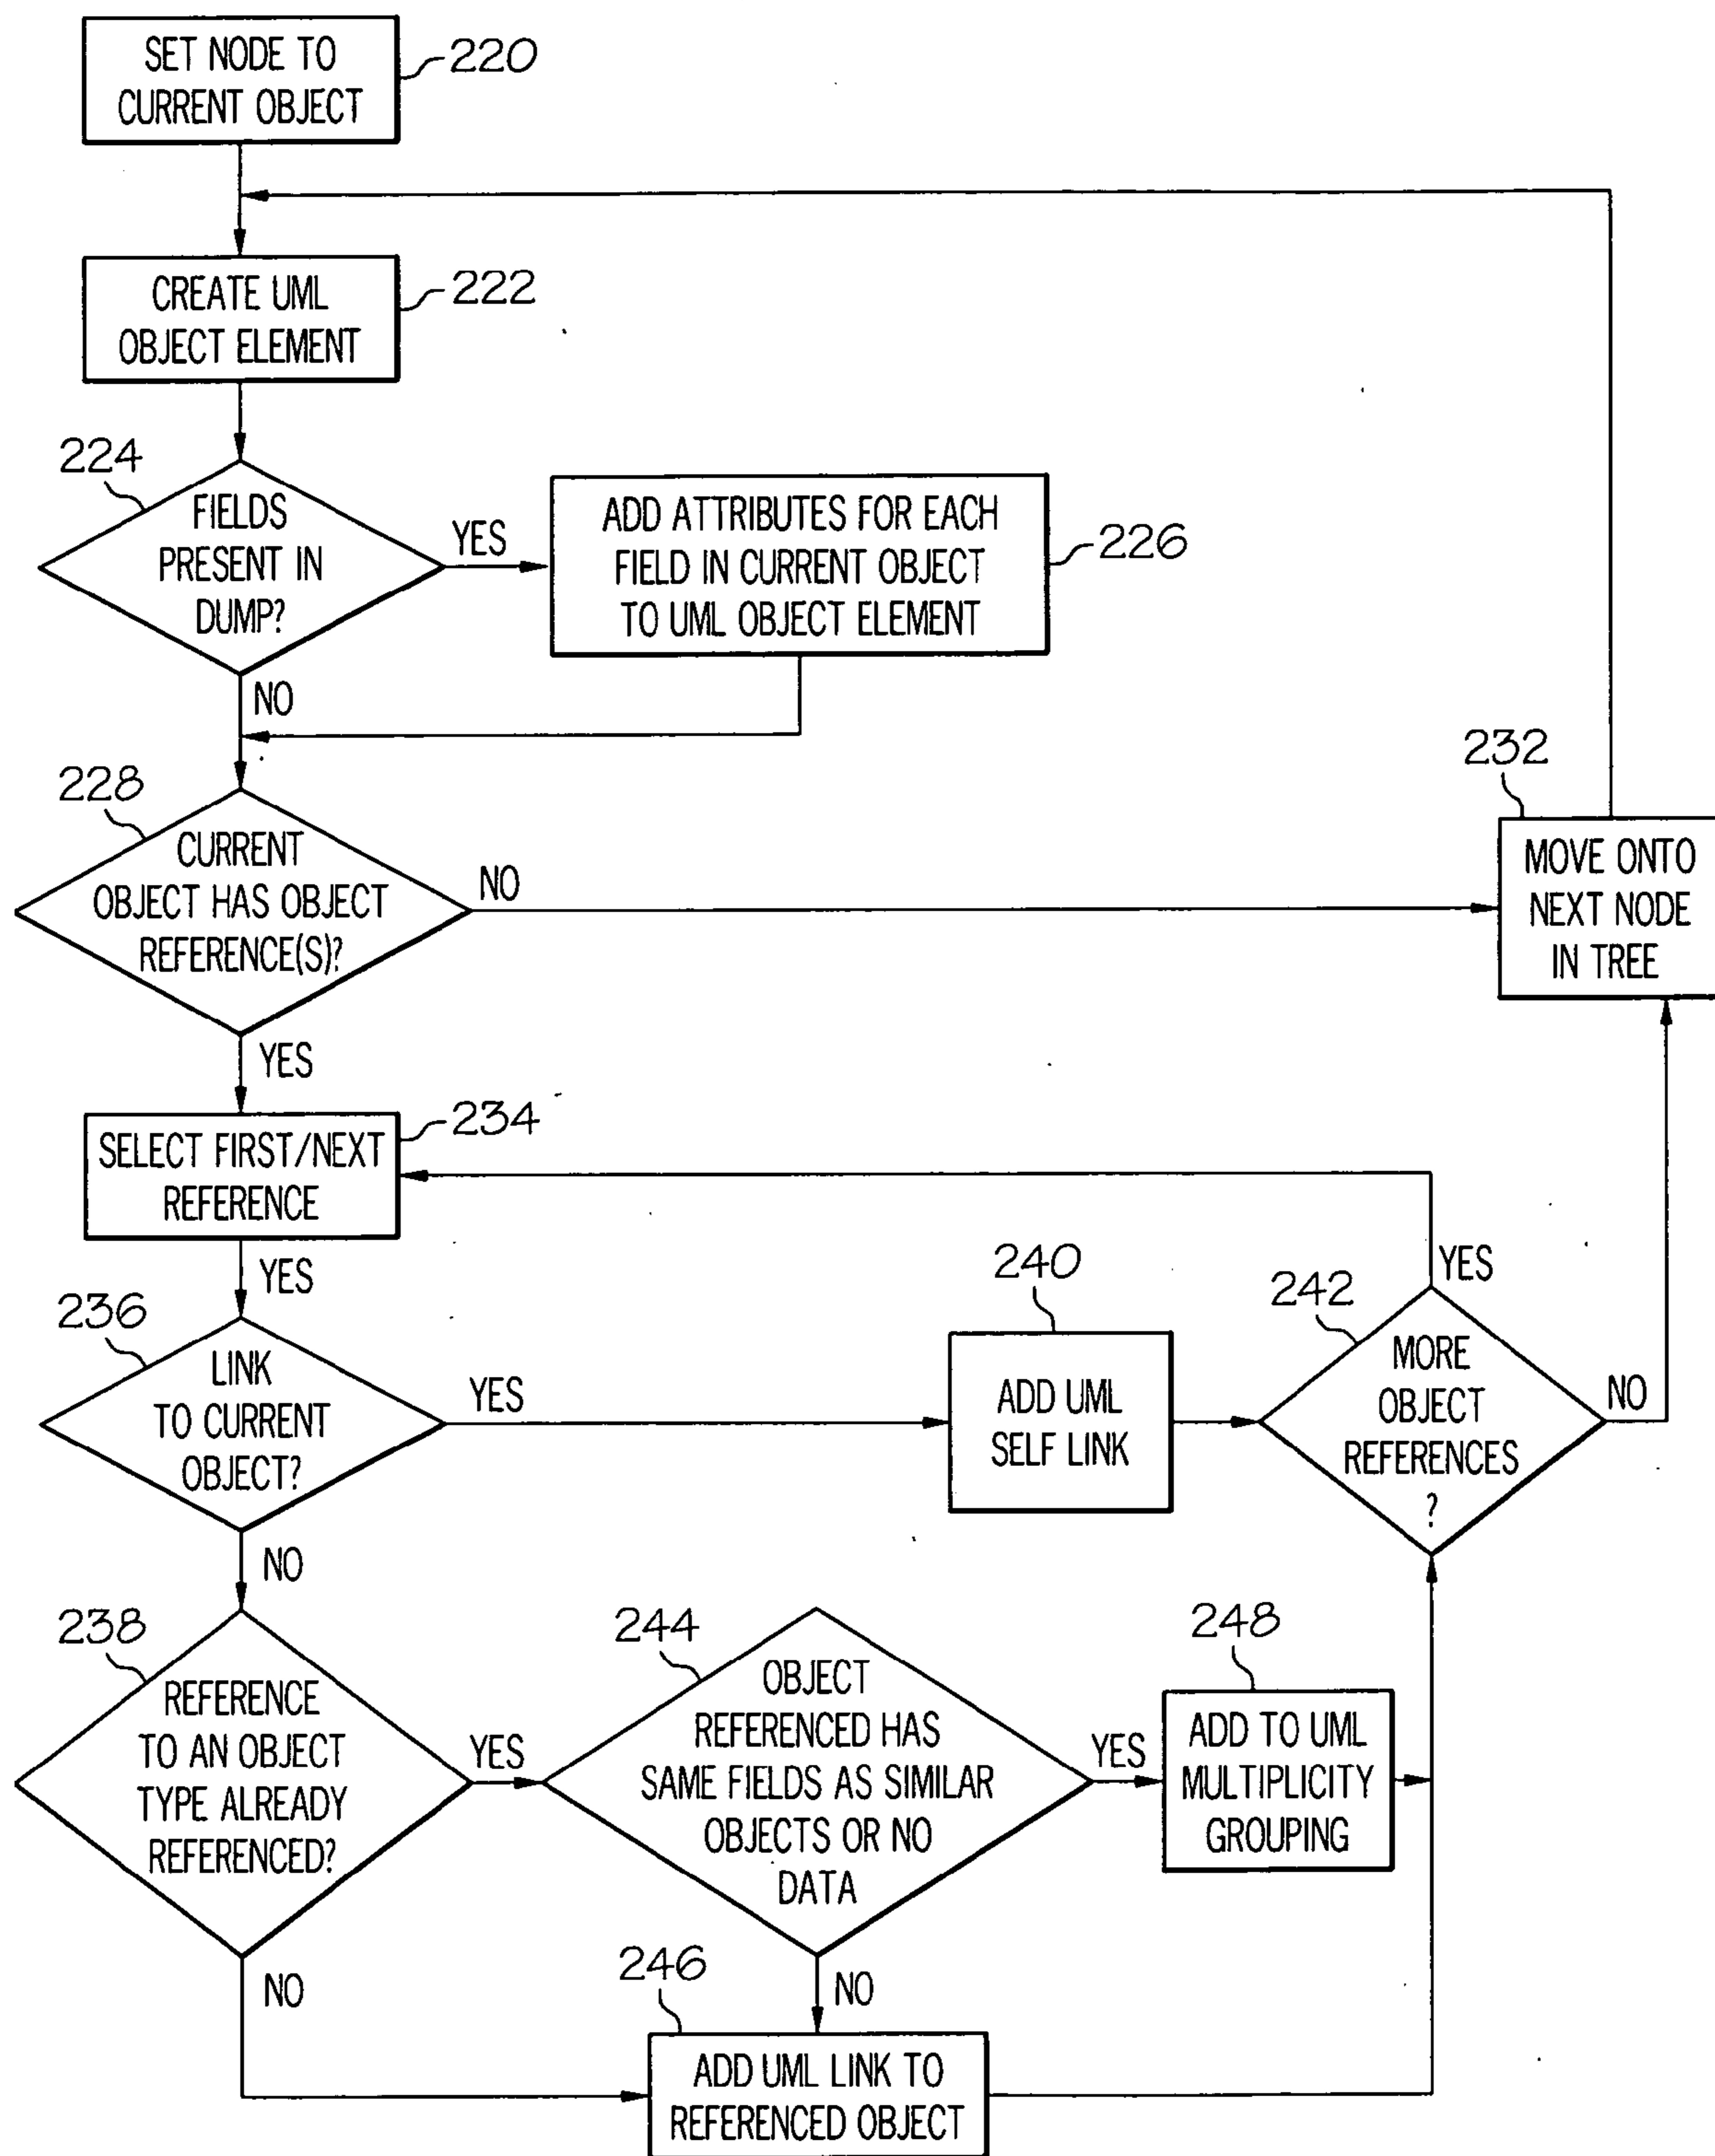 SET NODE TO
CURRENT OBJECT
220
CREATE UML
OBJECT ELEMENT
222
224
FIELDS
PRESENT IN
DUMP?
YES
ADD ATTRIBUTES FOR EACH
FIELD IN CURRENT OBJECT
TO UML OBJECT ELEMENT
226
NO
228
CURRENT
OBJECT HAS OBJECT
REFERENCE(S)?
NO
232
MOVE ONTO
NEXT NODE
IN TREE
YES
SELECT FIRST/NEXT
REFERENCE
234
YES
236
LINK
TO CURRENT
OBJECT?
YES
240
ADD UML
SELF LINK
242
MORE
OBJECT
REFERENCES
?
YES
NO
NO
238
REFERENCE
TO AN OBJECT
TYPE ALREADY
REFERENCED?
YES
244
OBJECT
REFERENCED HAS
SAME FIELDS AS SIMILAR
OBJECTS OR NO
DATA
YES
248
ADD TO UML
MULTIPLICITY
GROUPING
NO
NO
246
ADD UML LINK TO
REFERENCED OBJECT